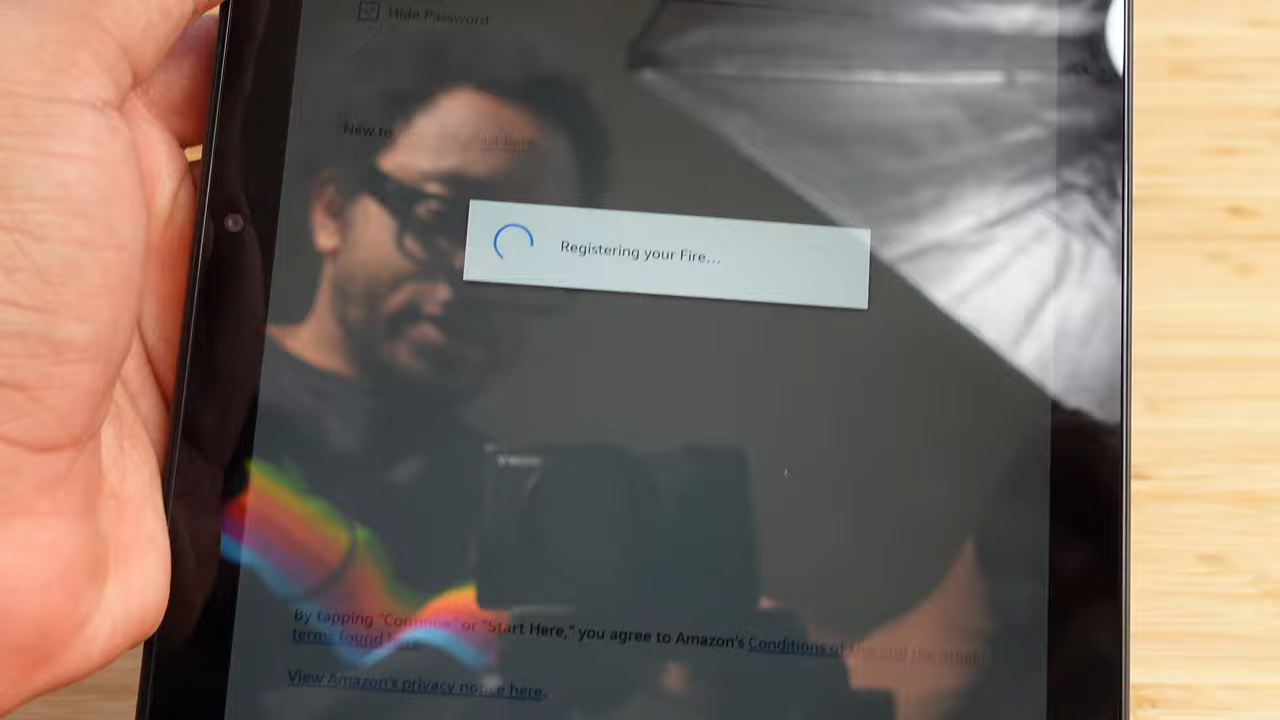 Hide Password
New to
Registering your Fire...
By tapping "Continue" or "Start Here," you agree to Amazon's Conditions of
terms found here.
View Amazon's privacy notice here.